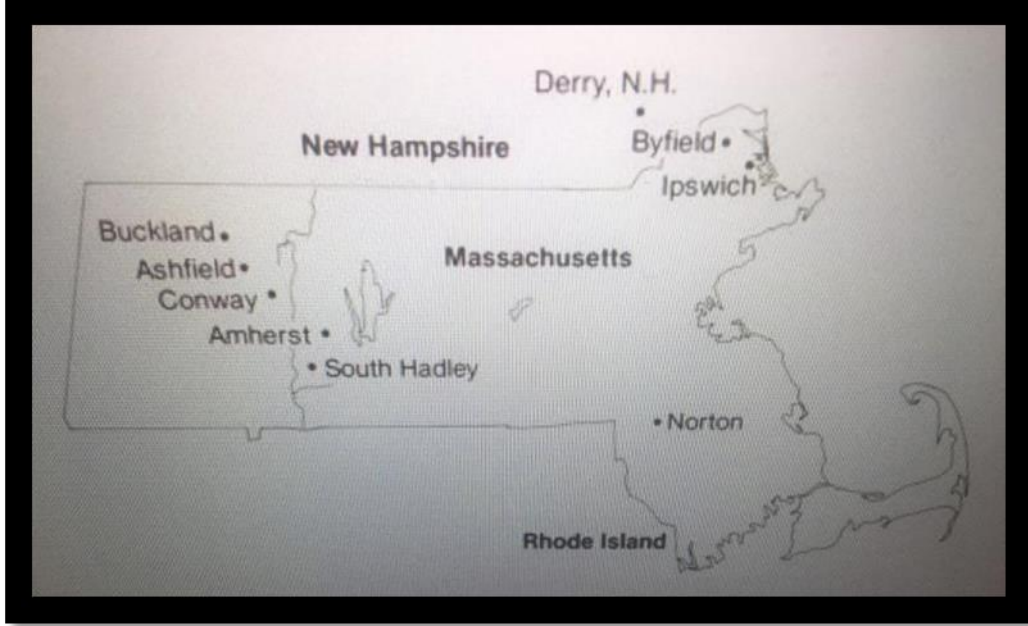 Derry, N.H.
New Hampshire
Byfield
Ipswich
Buckland
Massachusetts
Ashfield
Conway
Amherst
South Hadley
Norton
Rhode Island